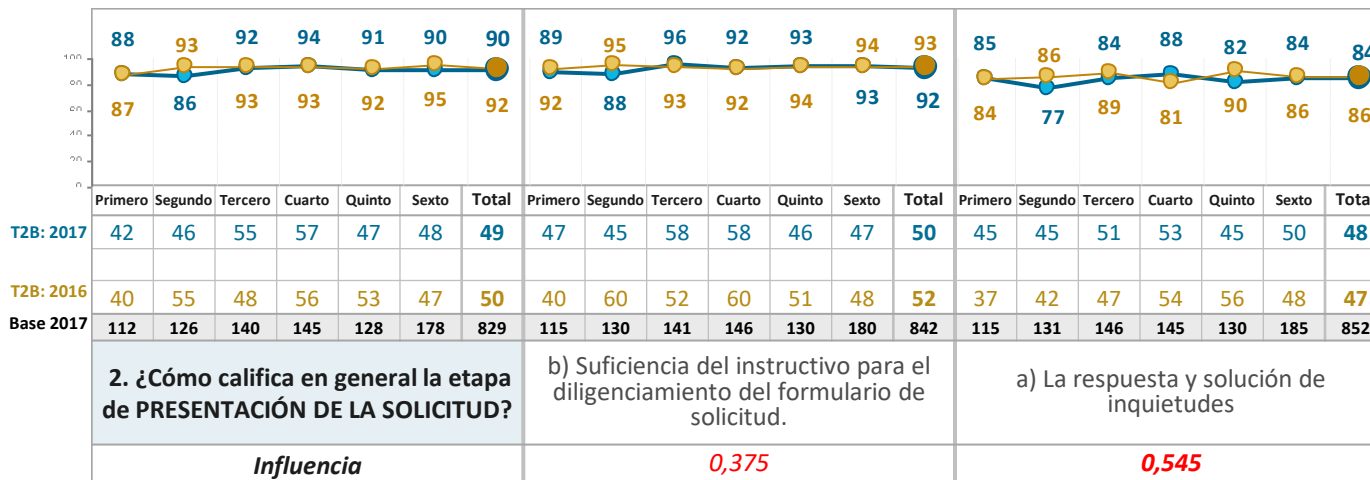 88 93 92 94 91 90 90 89 95 96 92 93 94 93 85 86 84 88 82 84 84
100
80
60
40
20
87 86 93 93 92 95 92 92 88 93 92 94 93 92 84 77 89 81 90 86 86
Primero Segundo Tercero Cuarto Quinto Sexto Total Primero Segundo Tercero Cuarto Quinto Sexto Total Primero Segundo Tercero Cuarto Quinto Sexto Total
T2B: 2017 42 46 55 57 47 48 49 47 45 58 58 46 47 50 45 45 51 53 45 50 48
T2B: 2016 40 55 48 56 53 47 50 40 60 52 60 51 48 52 37 42 47 54 56 48 47
Base 2017 112 126 140 145 128 178 829 115 130 141 146 130 180 842 115 131 146 145 130 185 852
2. ¿Cómo califica en general la etapa
de PRESENTACIÓN DE LA SOLICITUD?
b) Suficiencia del instructivo para el
diligenciamiento del formulario de
solicitud.
a) La respuesta y solución de
inquietudes
Influencia 0,375 0,545